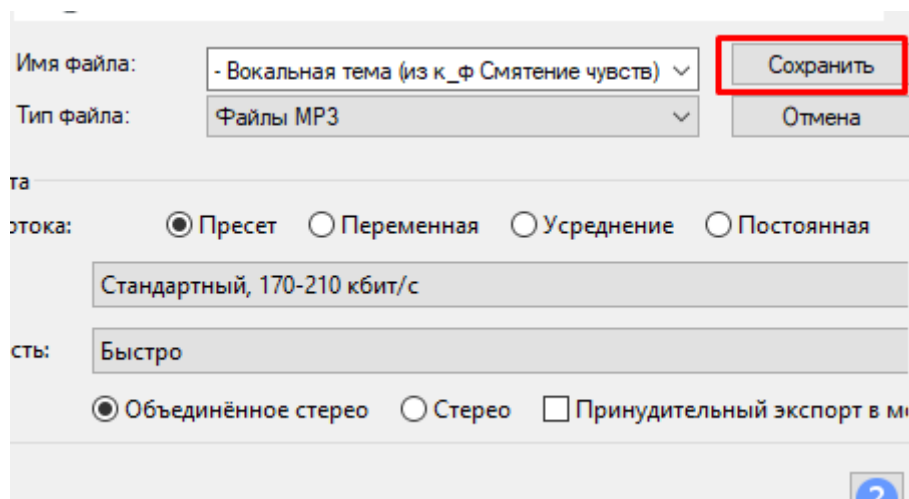 Имя файла: - Вокальная тема (из к_ф Смятение чувств) Сохранить
Тип файла: Файлы MP3 Отмена
та
отока: Пресет Переменная Усреднение Постоянная
Стандартный, 170-210 кбит/с
сть: Быстро
Объединённое стерео Стерео Принудительный экспорт в м
?